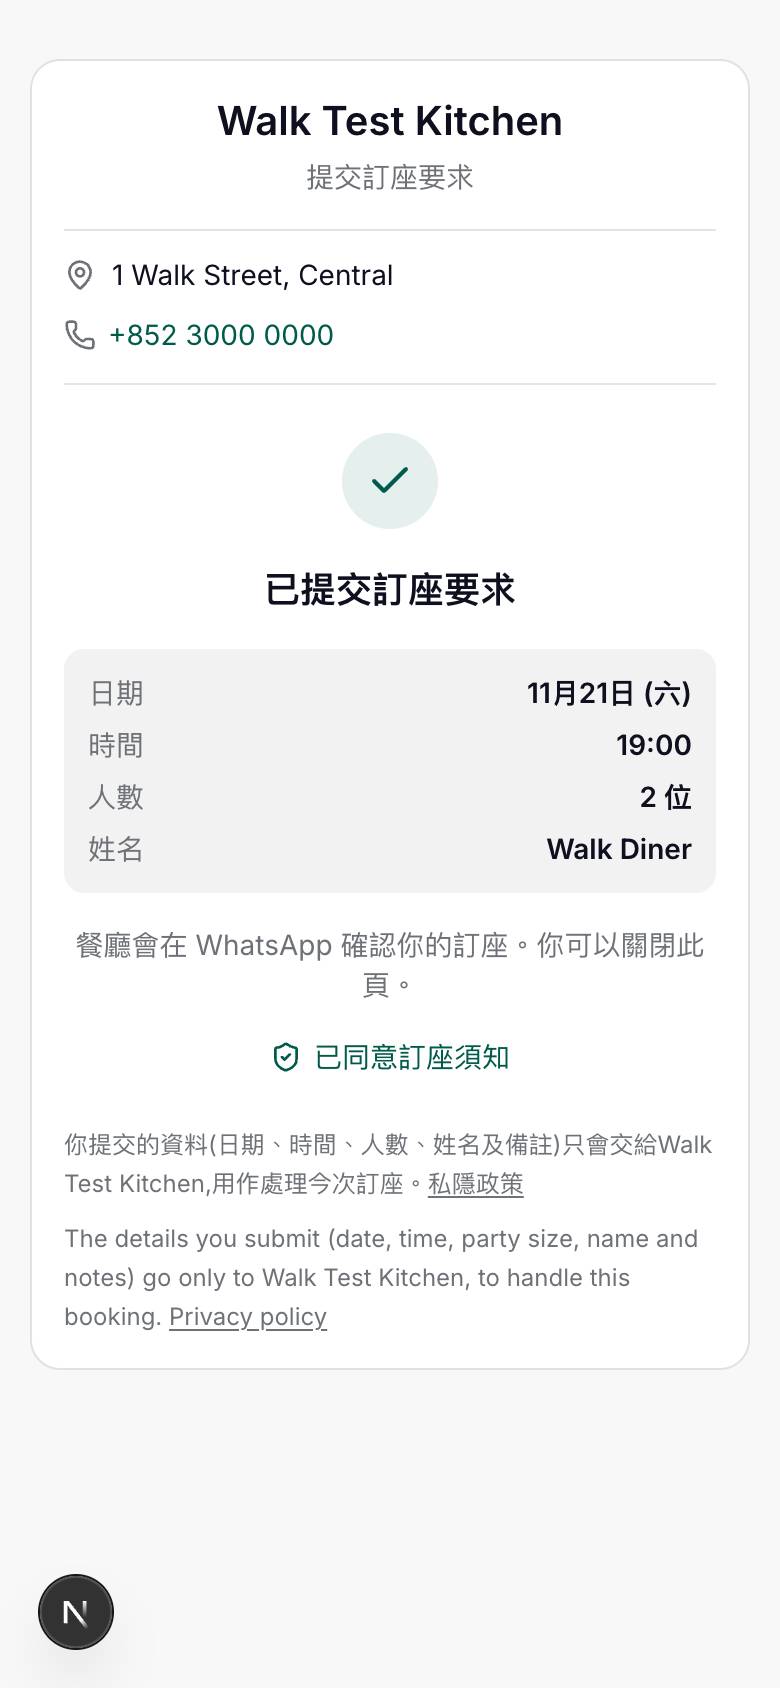 Walk Test Kitchen
提交訂座要求
1 Walk Street, Central
+852 3000 0000
已提交訂座要求
日期 11月21日 (六)
時間 19:00
人數 2 位
姓名 Walk Diner
餐廳會在 WhatsApp 確認你的訂座。你可以關閉此
頁。
已同意訂座須知
你提交的資料(日期、時間、人數、姓名及備註)只會交給Walk
Test Kitchen,用作處理今次訂座。私隱政策
The details you submit (date, time, party size, name and
notes) go only to Walk Test Kitchen, to handle this
booking. Privacy policy
N